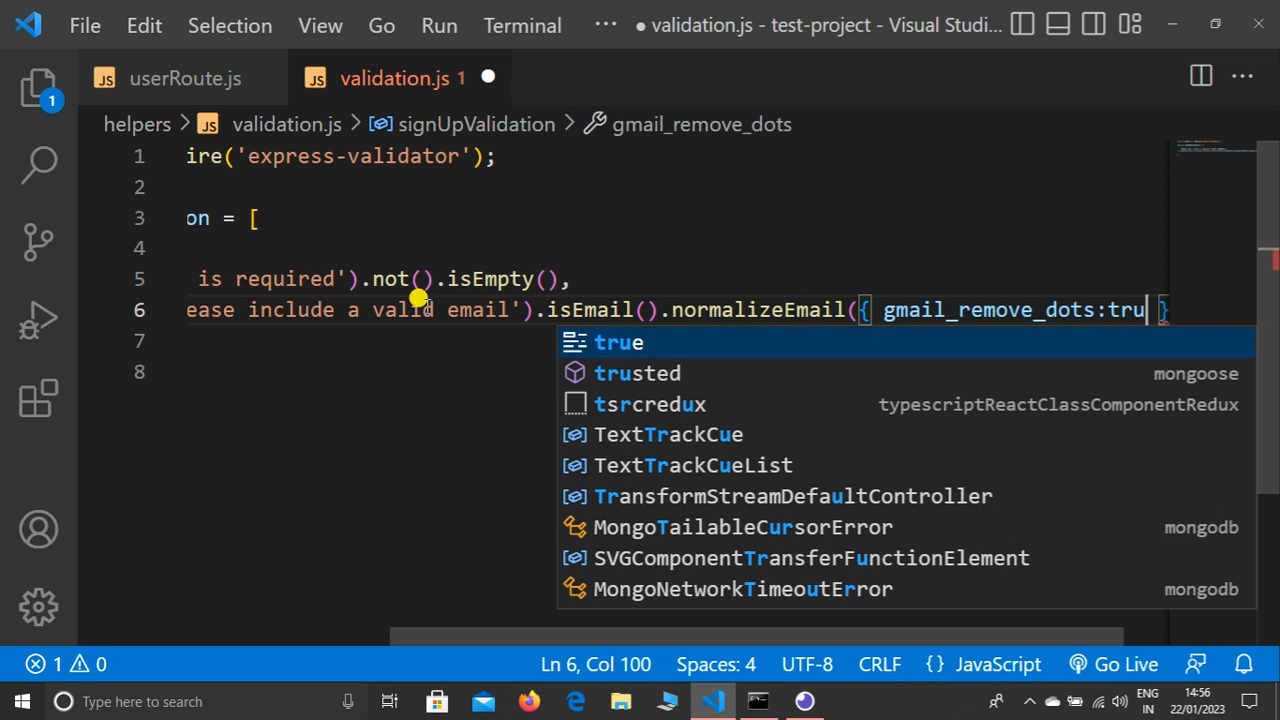 File Edit Selection View Go Run Terminal ··· ● validation.js - test-project - Visual Studi...
JS userRoute.js JS validation.js 1
helpers > JS validation.js > signUpValidation > gmail_remove_dots
1 ire('express-validator');
2
3 on = [
4
5 is required').not().isEmpty(),
6 ease include a valid email').isEmail().normalizeEmail({ gmail_remove_dots:tru }
7
8
true
trusted mongoose
tsrcredux typescriptReactClassComponentRedux
TextTrackCue
TextTrackCueList
TransformStreamDefaultController
MongoTailableCursorError mongodb
SVGComponentTransferFunctionElement
MongoNetworkTimeoutError mongodb
1
1 0 Ln 6, Col 100 Spaces: 4 UTF-8 CRLF {} JavaScript Go Live
Type here to search ENG IN 14:56 22/01/2023